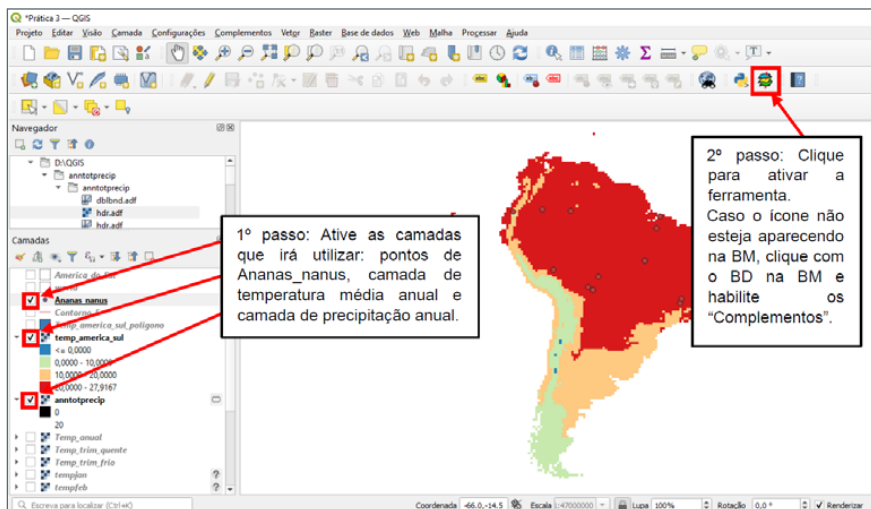 *Prática 3 — QGIS
Projeto Editar Visão Camada Configurações Complementos Vetor Raster Base de dados Web Malha Processar Ajuda
Navegador
D:\QGIS
anntotprecip
anntotprecip
dblbnd.adf
hdr.adf
hdr.adf
Camadas
America_do_Sul
Ananas_nanus
Temp_america_sul_poligono
temp_america_sul
<= 0,0000
0,0000 - 10,0000
10,0000 - 20,0000
20,0000 - 27,9167
anntotprecip
0
20
Temp_anual
Temp_trim_quente
Temp_trim_frio
tempjan
tempfeb
1º passo: Ative as camadas
que irá utilizar: pontos de
Ananas_nanus, camada de
temperatura média anual e
camada de precipitação anual.
2º passo: Clique
para ativar a
ferramenta.
Caso o ícone não
esteja aparecendo
na BM, clique com
o BD na BM e
habilite os
“Complementos”.
Escreva para localizar (Ctrl+K)
Coordenada -66.0,-14.5 Escala 1:47000000 Lupa 100% Rotação 0,0 ° Renderizar